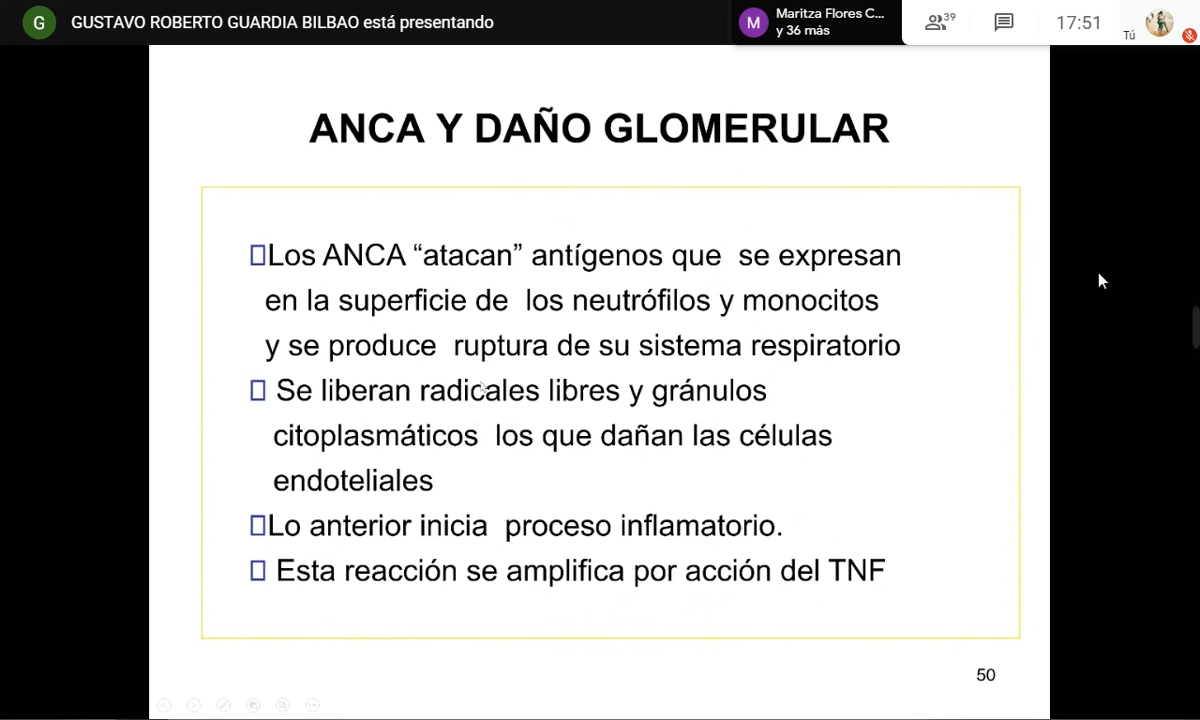 G GUSTAVO ROBERTO GUARDIA BILBAO está presentando
M Maritza Flores C...
y 36 más
39
17:51
Tú
ANCA Y DAÑO GLOMERULAR
Los ANCA “atacan” antígenos que se expresan
en la superficie de los neutrófilos y monocitos
y se produce ruptura de su sistema respiratorio
Se liberan radicales libres y gránulos
citoplasmáticos los que dañan las células
endoteliales
Lo anterior inicia proceso inflamatorio.
Esta reacción se amplifica por acción del TNF
50